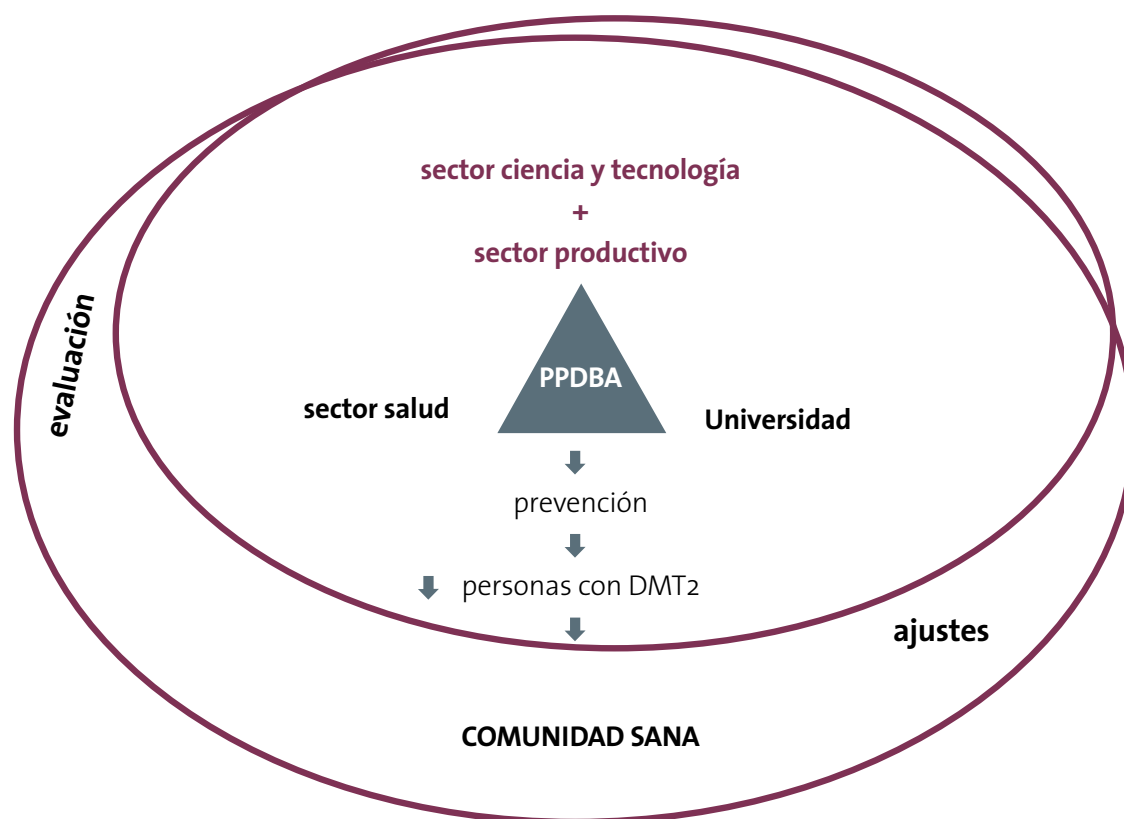 sector ciencia y tecnología
+
sector productivo
evaluación
PPDBA
sector salud
Universidad
prevención
personas con DMT2
ajustes
COMUNIDAD SANA